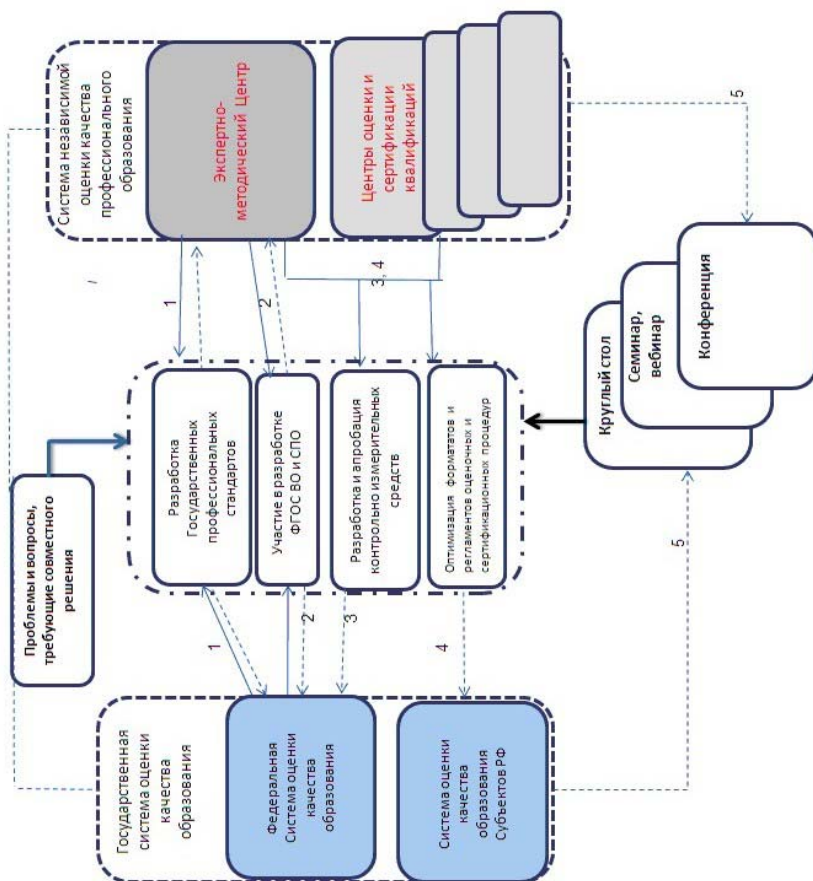 Проблемы и вопросы,
требующие совместного
решения
Государственная
система оценки
качества
образования
Федеральная
Система оценки
качества
образования
Система оценки
качества
образования
Субъектов РФ
1
2
3
4
5
Разработка
Государственных
профессиональных
стандартов
Участие в разработке
ФГОС ВО и СПО
Разработка и апробация
контрольно измерительных
средств
Оптимизация формататов и
регламентов оценочных и
сертификационных процедур
Круглый стол
Семинар,
вебинар
Конференция
/
1
2
3, 4
5
Система независимой
оценки качества
профессионального
образования
Экспертно-
методический Центр
Центры оценки и
сертификации
квалификаций